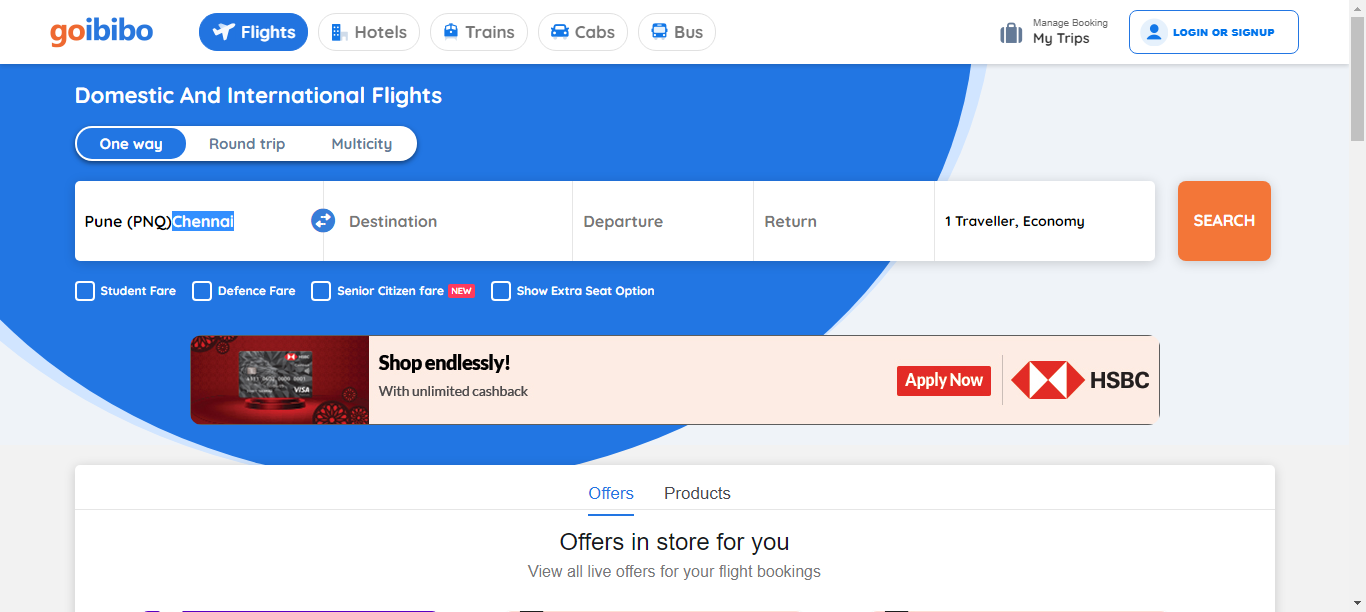 goibibo
Flights
Hotels
Trains
Cabs
Bus
Manage Booking
My Trips
LOGIN OR SIGNUP
Domestic And International Flights
One way
Round trip
Multicity
Pune (PNQ)Chennai
Destination
Departure
Return
1 Traveller, Economy
SEARCH
Student Fare
Defence Fare
Senior Citizen fare NEW
Show Extra Seat Option
HSBC
VISA
Shop endlessly!
With unlimited cashback
Apply Now
HSBC
Offers
Products
Offers in store for you
View all live offers for your flight bookings